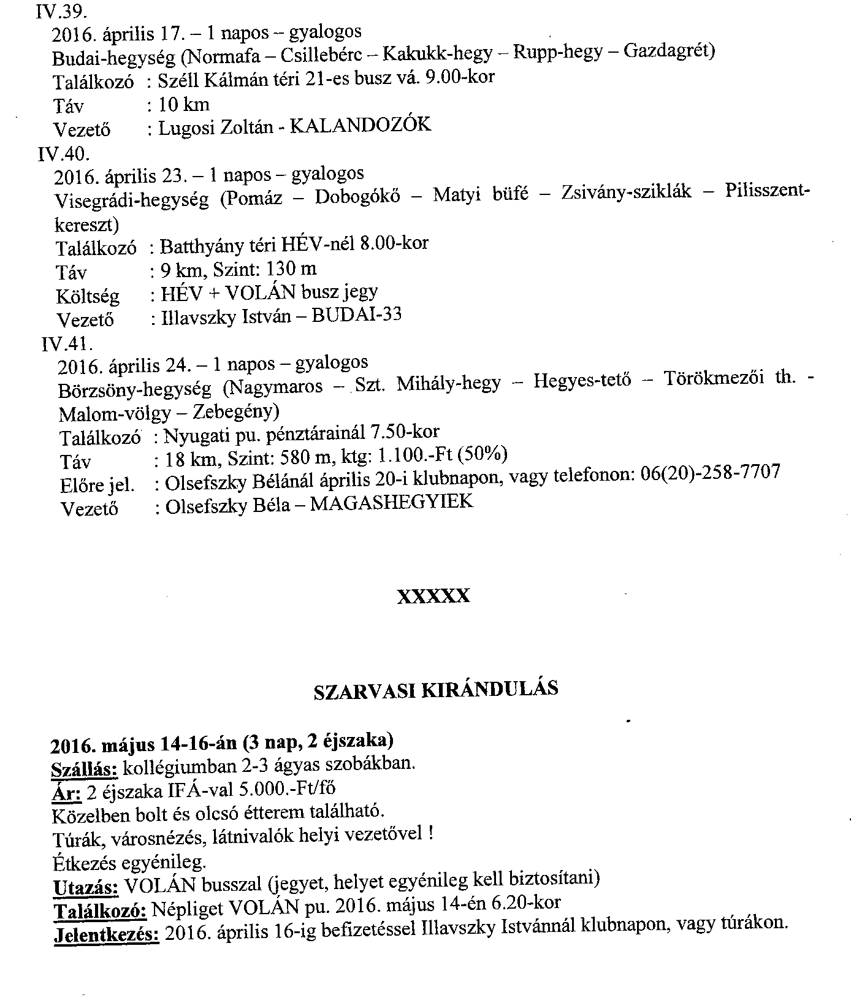 IV.39.
2016. április 17. – 1 napos – gyalogos
Budai-hegység (Normafa – Csillebérc – Kakukk-hegy – Rupp-hegy – Gazdagrét)
Találkozó : Széll Kálmán téri 21-es busz vá. 9.00-kor
Táv : 10 km
Vezető : Lugosi Zoltán - KALANDOZÓK
IV.40.
2016. április 23. – 1 napos – gyalogos
Visegrádi-hegység (Pomáz – Dobogókő – Matyi büfé – Zsivány-sziklák – Pilisszent-
kereszt)
Találkozó : Batthyány téri HÉV-nél 8.00-kor
Táv : 9 km, Szint: 130 m
Költség : HÉV + VOLÁN busz jegy
Vezető : Illavszky István – BUDAI-33
IV.41.
2016. április 24. – 1 napos – gyalogos
Börzsöny-hegység (Nagymaros – Szt. Mihály-hegy – Hegyes-tető – Törökmezői th. -
Malom-völgy – Zebegény)
Találkozó : Nyugati pu. pénztárainál 7.50-kor
Táv : 18 km, Szint: 580 m, ktg: 1.100.-Ft (50%)
Előre jel. : Olsefszky Bélánál április 20-i klubnapon, vagy telefonon: 06(20)-258-7707
Vezető : Olsefszky Béla – MAGASHEGYIEK
XXXXX
SZARVASI KIRÁNDULÁS
2016. május 14-16-án (3 nap, 2 éjszaka)
Szállás: kollégiumban 2-3 ágyas szobákban.
Ár: 2 éjszaka IFÁ-val 5.000.-Ft/fő
Közelben bolt és olcsó étterem található.
Túrák, városnézés, látnivalók helyi vezetővel !
Étkezés egyénileg.
Utazás: VOLÁN busszal (jegyet, helyet egyénileg kell biztosítani)
Találkozó: Népliget VOLÁN pu. 2016. május 14-én 6.20-kor
Jelentkezés: 2016. április 16-ig befizetéssel Illavszky Istvánnál klubnapon, vagy túrákon.